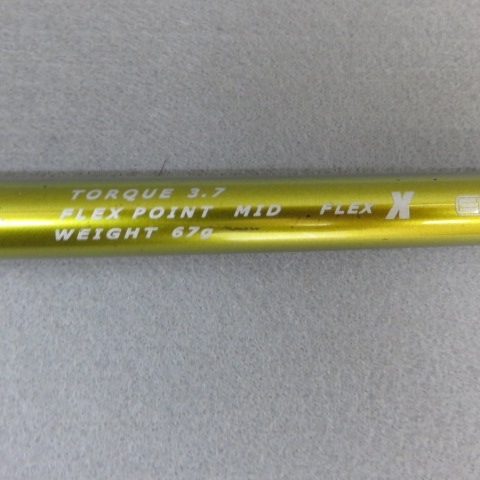 TORQUE 3.7
FLEX POINT MID FLEX X
WEIGHT 67g